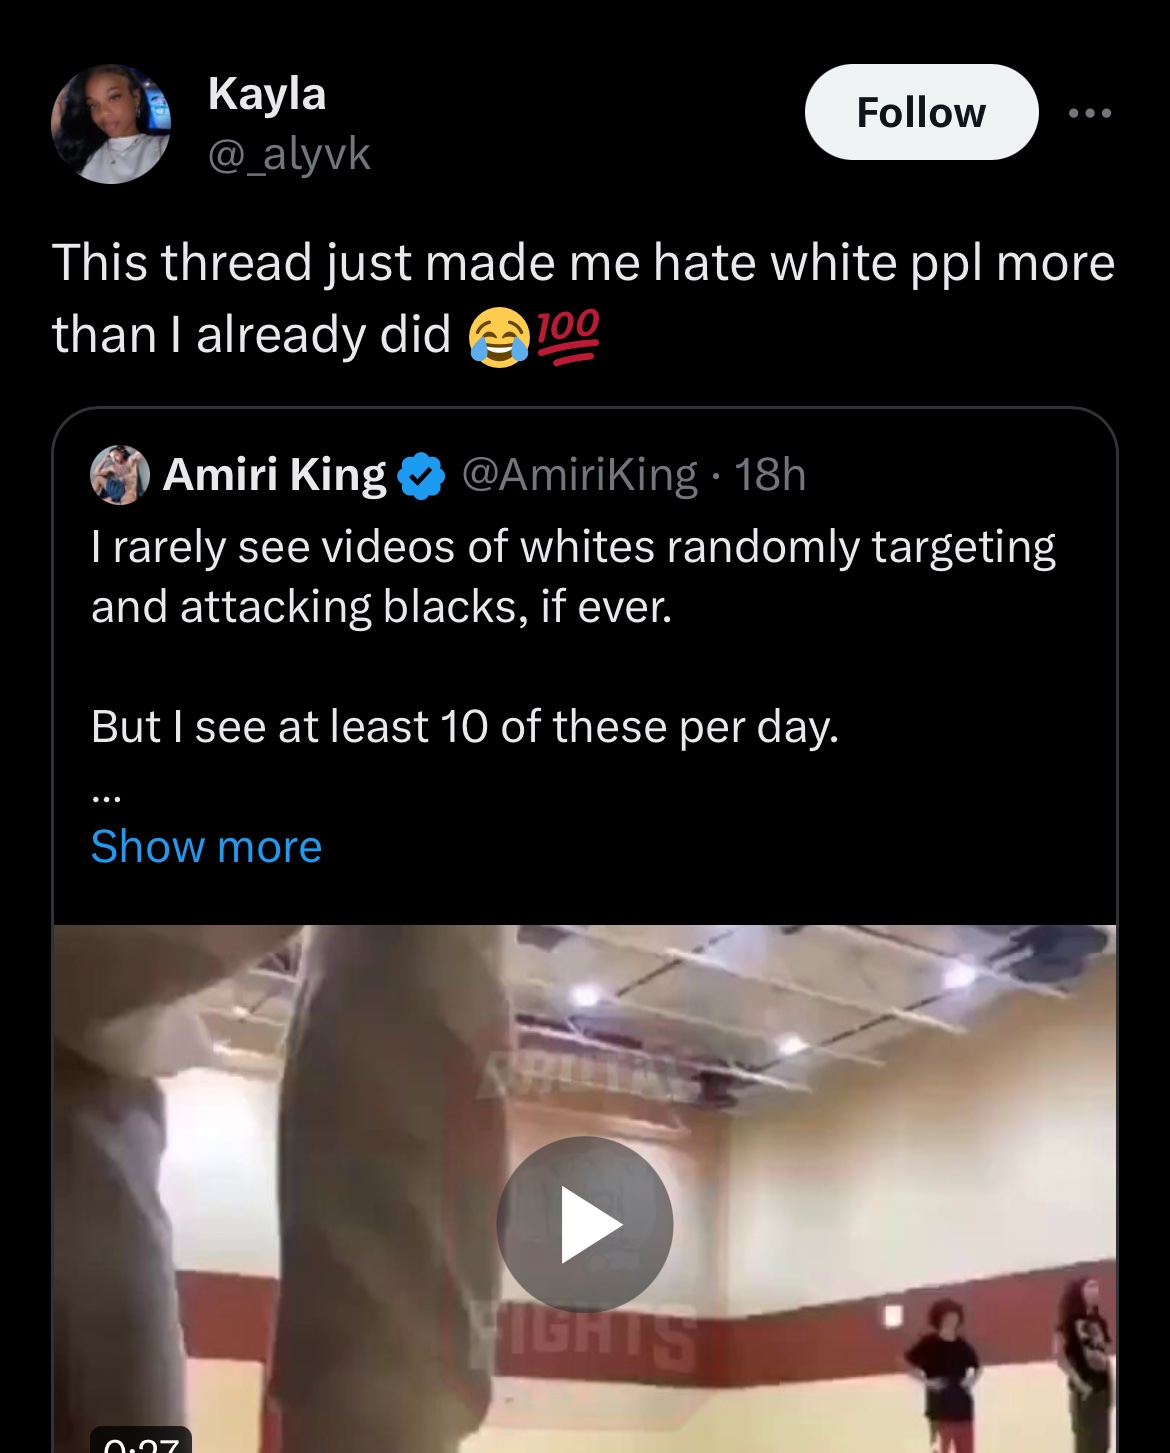 Kayla
@_alyvk
Follow
This thread just made me hate white ppl more
than I already did 😂💯
Amiri King @AmiriKing · 18h
I rarely see videos of whites randomly targeting
and attacking blacks, if ever.
But I see at least 10 of these per day.
...
Show more
BRUTAL
FIGHTS
0:27